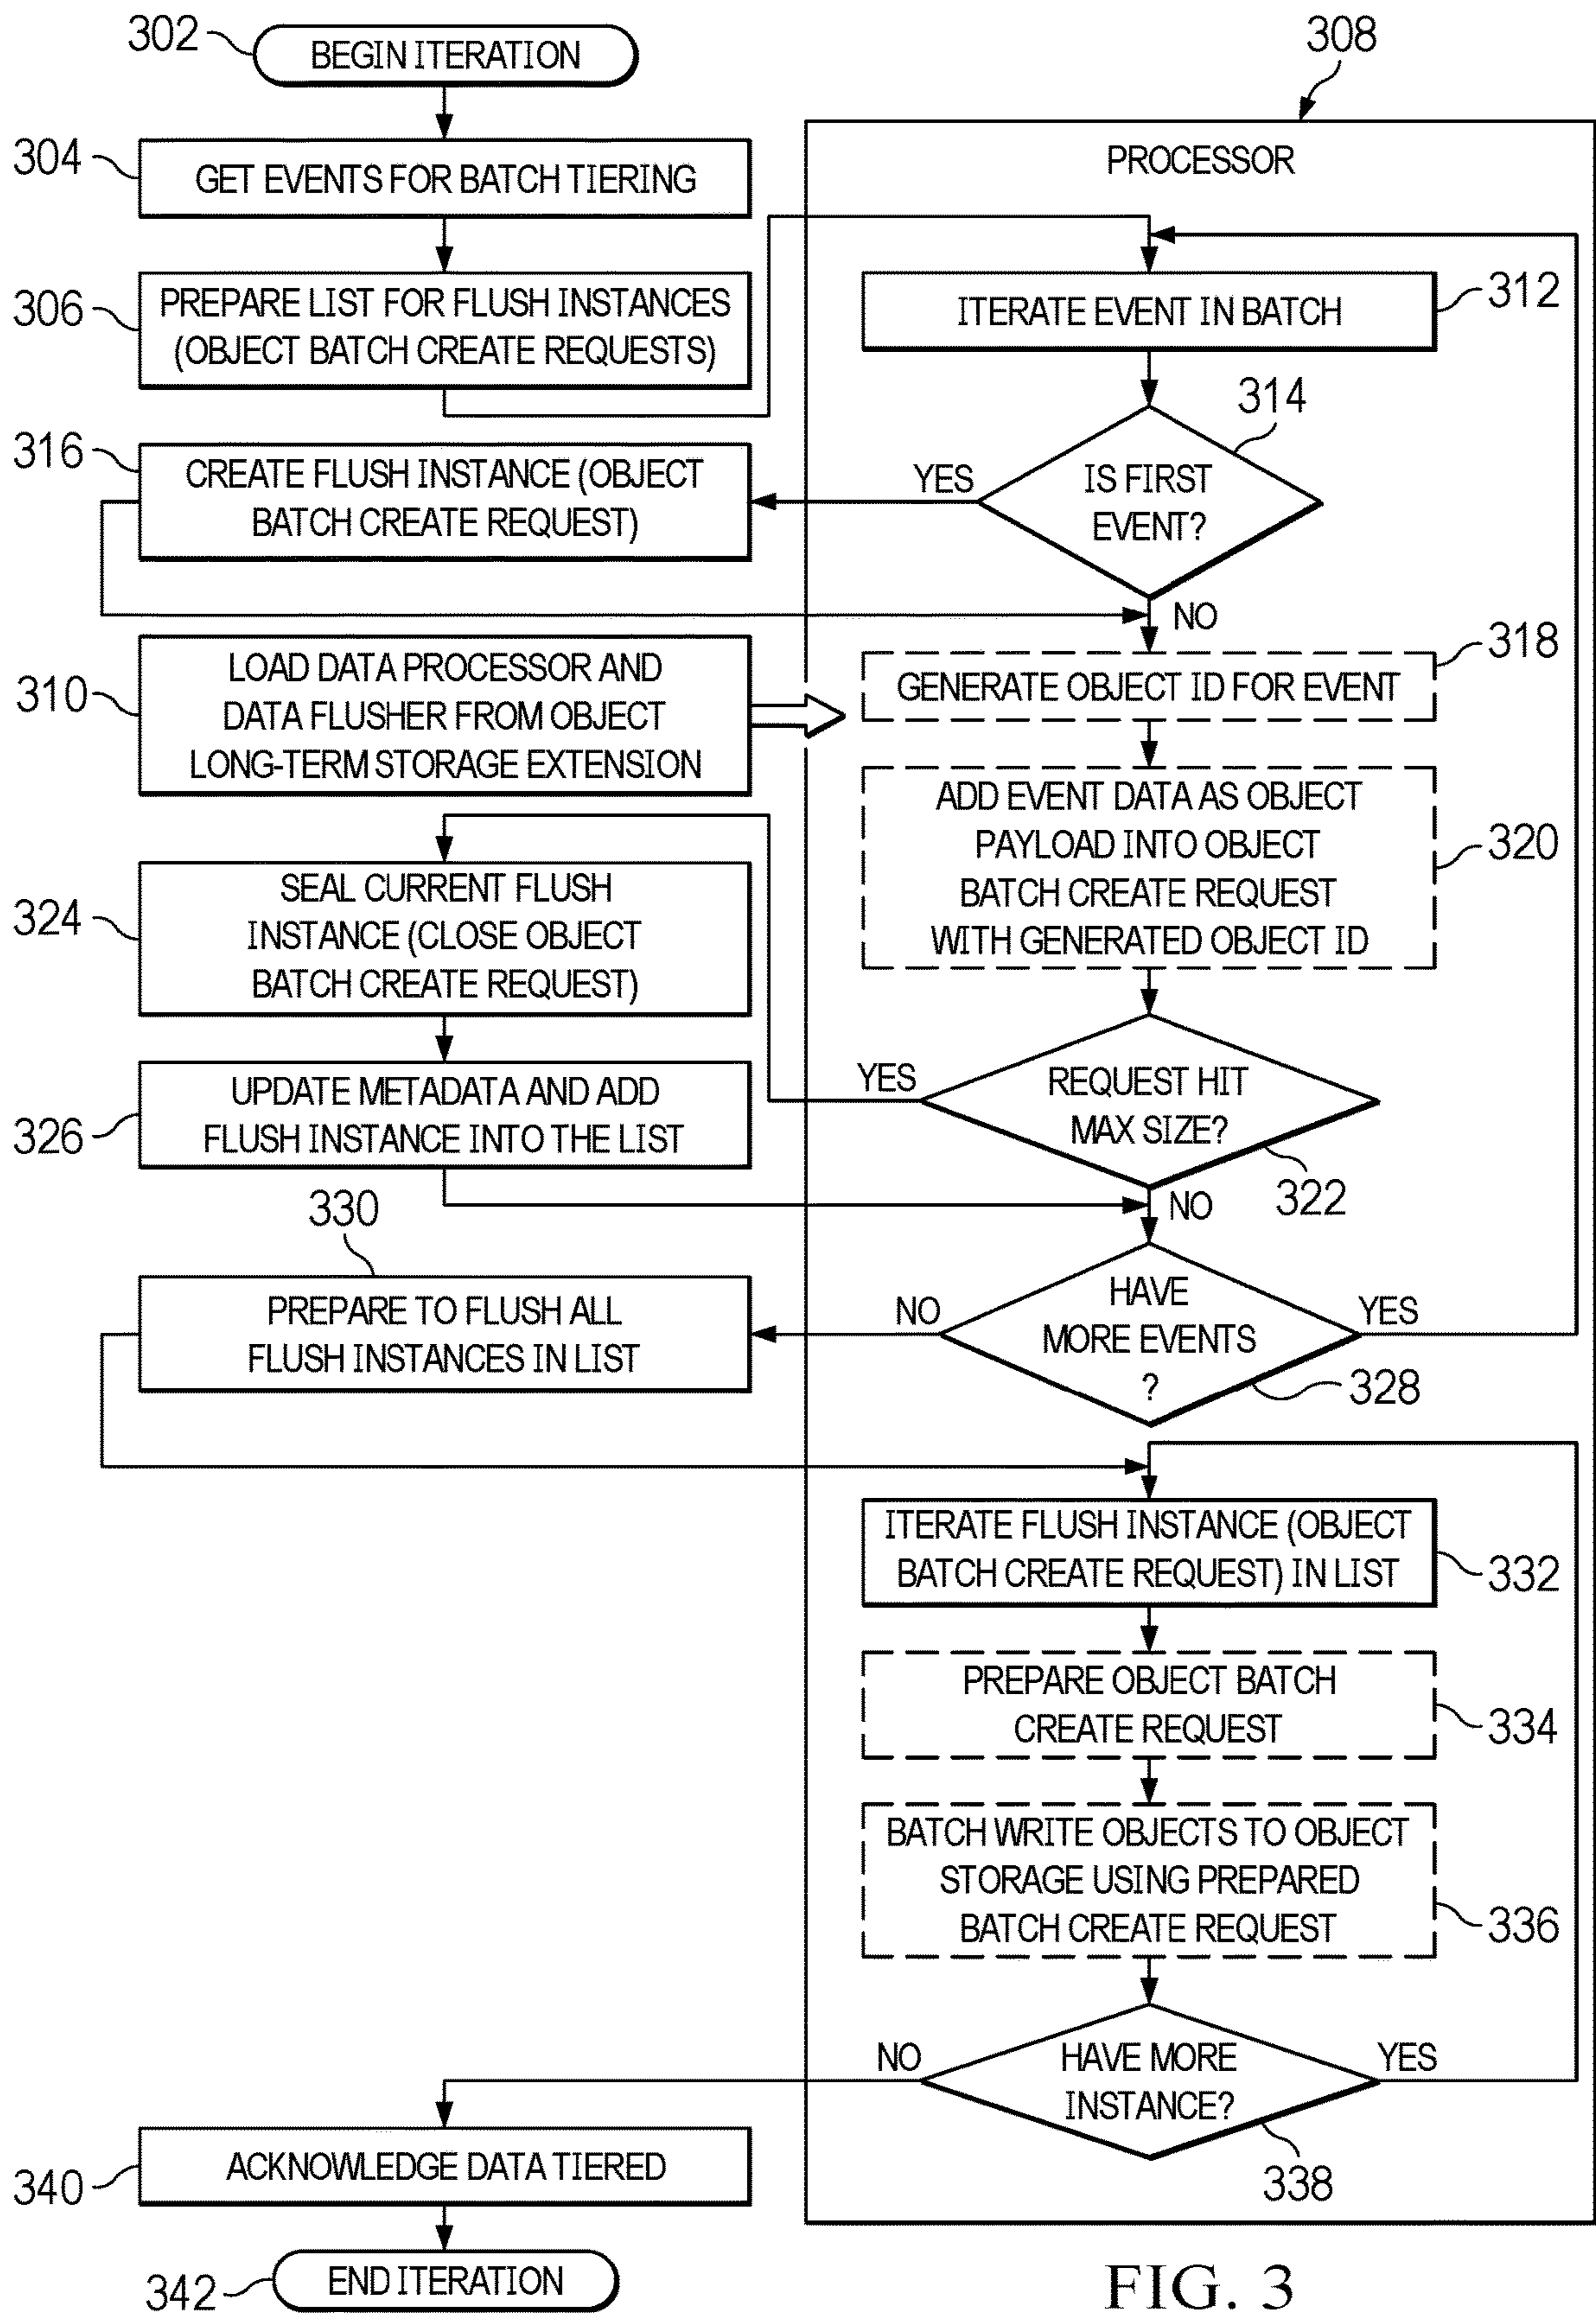 302
BEGIN ITERATION
308
304
GET EVENTS FOR BATCH TIERING
PROCESSOR
306
PREPARE LIST FOR FLUSH INSTANCES
(OBJECT BATCH CREATE REQUESTS)
ITERATE EVENT IN BATCH
312
314
316
CREATE FLUSH INSTANCE (OBJECT
BATCH CREATE REQUEST)
YES
IS FIRST
EVENT?
NO
310
LOAD DATA PROCESSOR AND
DATA FLUSHER FROM OBJECT
LONG-TERM STORAGE EXTENSION
GENERATE OBJECT ID FOR EVENT
318
ADD EVENT DATA AS OBJECT
PAYLOAD INTO OBJECT
BATCH CREATE REQUEST
WITH GENERATED OBJECT ID
320
324
SEAL CURRENT FLUSH
INSTANCE (CLOSE OBJECT
BATCH CREATE REQUEST)
326
UPDATE METADATA AND ADD
FLUSH INSTANCE INTO THE LIST
YES
REQUEST HIT
MAX SIZE?
322
NO
330
PREPARE TO FLUSH ALL
FLUSH INSTANCES IN LIST
NO
HAVE
MORE EVENTS
?
YES
328
ITERATE FLUSH INSTANCE (OBJECT
BATCH CREATE REQUEST) IN LIST
332
PREPARE OBJECT BATCH
CREATE REQUEST
334
BATCH WRITE OBJECTS TO OBJECT
STORAGE USING PREPARED
BATCH CREATE REQUEST
336
NO
HAVE MORE
INSTANCE?
YES
338
340
ACKNOWLEDGE DATA TIERED
342
END ITERATION
FIG. 3